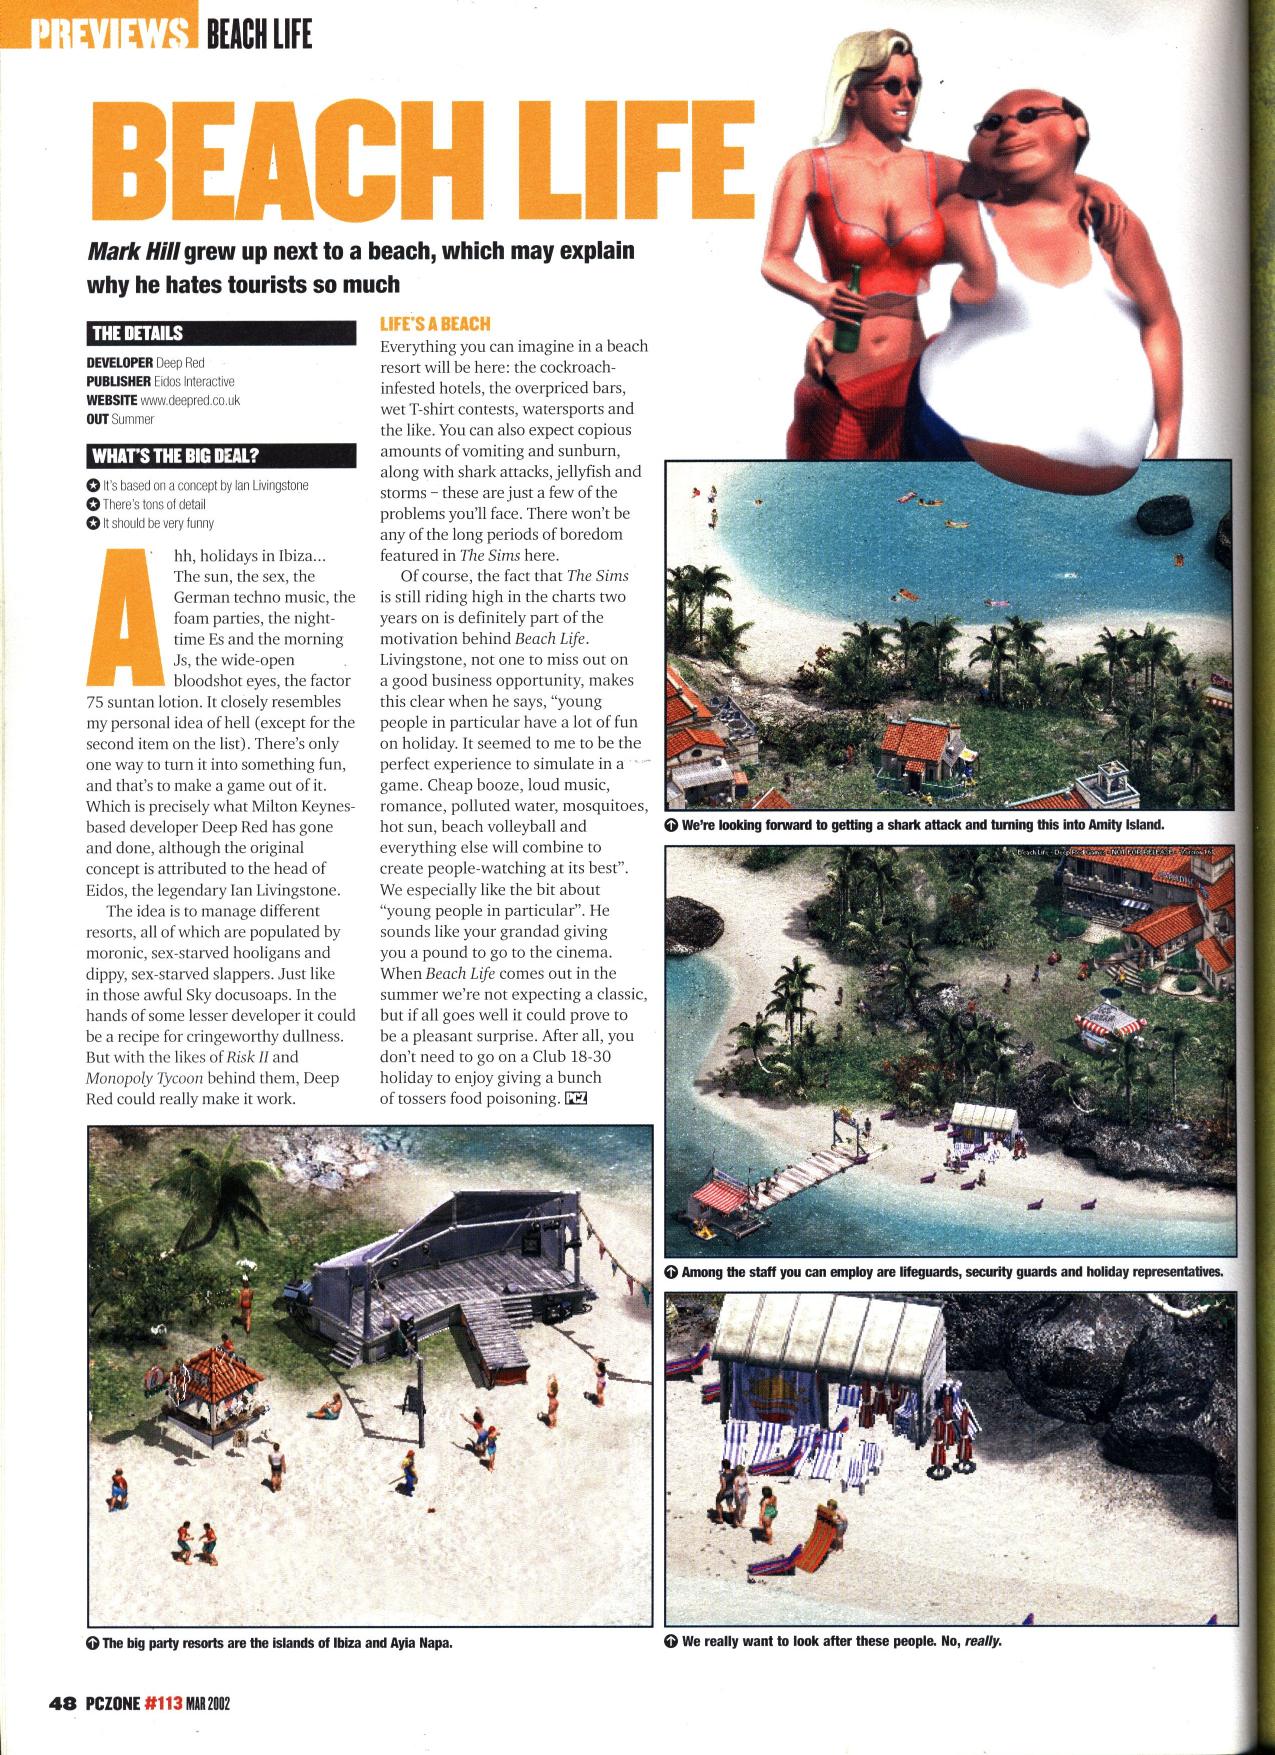 PREVIEWS BEACH LIFE
BEACH LIFE
Mark Hill grew up next to a beach, which may explain
why he hates tourists so much
THE DETAILS
DEVELOPER Deep Red
PUBLISHER Eidos Interactive
WEBSITE www.deepred.co.uk
OUT Summer
WHAT'S THE BIG DEAL?
It's based on a concept by Ian Livingstone
There's tons of detail
It should be very funny
Ahh, holidays in Ibiza...
The sun, the sex, the
German techno music, the
foam parties, the night-
time Es and the morning
Js, the wide-open
bloodshot eyes, the factor
75 suntan lotion. It closely resembles
my personal idea of hell (except for the
second item on the list). There's only
one way to turn it into something fun,
and that's to make a game out of it.
Which is precisely what Milton Keynes-
based developer Deep Red has gone
and done, although the original
concept is attributed to the head of
Eidos, the legendary Ian Livingstone.
The idea is to manage different
resorts, all of which are populated by
moronic, sex-starved hooligans and
dippy, sex-starved slappers. Just like
in those awful Sky docusoaps. In the
hands of some lesser developer it could
be a recipe for cringeworthy dullness.
But with the likes of Risk II and
Monopoly Tycoon behind them, Deep
Red could really make it work.
LIFE'S A BEACH
Everything you can imagine in a beach
resort will be here: the cockroach-
infested hotels, the overpriced bars,
wet T-shirt contests, watersports and
the like. You can also expect copious
amounts of vomiting and sunburn,
along with shark attacks, jellyfish and
storms – these are just a few of the
problems you'll face. There won't be
any of the long periods of boredom
featured in The Sims here.
Of course, the fact that The Sims
is still riding high in the charts two
years on is definitely part of the
motivation behind Beach Life.
Livingstone, not one to miss out on
a good business opportunity, makes
this clear when he says, “young
people in particular have a lot of fun
on holiday. It seemed to me to be the
perfect experience to simulate in a
game. Cheap booze, loud music,
romance, polluted water, mosquitoes,
hot sun, beach volleyball and
everything else will combine to
create people-watching at its best”.
We especially like the bit about
“young people in particular”. He
sounds like your grandad giving
you a pound to go to the cinema.
When Beach Life comes out in the
summer we're not expecting a classic,
but if all goes well it could prove to
be a pleasant surprise. After all, you
don't need to go on a Club 18-30
holiday to enjoy giving a bunch
of tossers food poisoning. PCZ
We're looking forward to getting a shark attack and turning this into Amity Island.
Beach Life - Deep Red Games - NOT FOR RELEASE - Version
Among the staff you can employ are lifeguards, security guards and holiday representatives.
The big party resorts are the islands of Ibiza and Ayia Napa.
We really want to look after these people. No, really.
48 PCZONE #113 MAR 2002